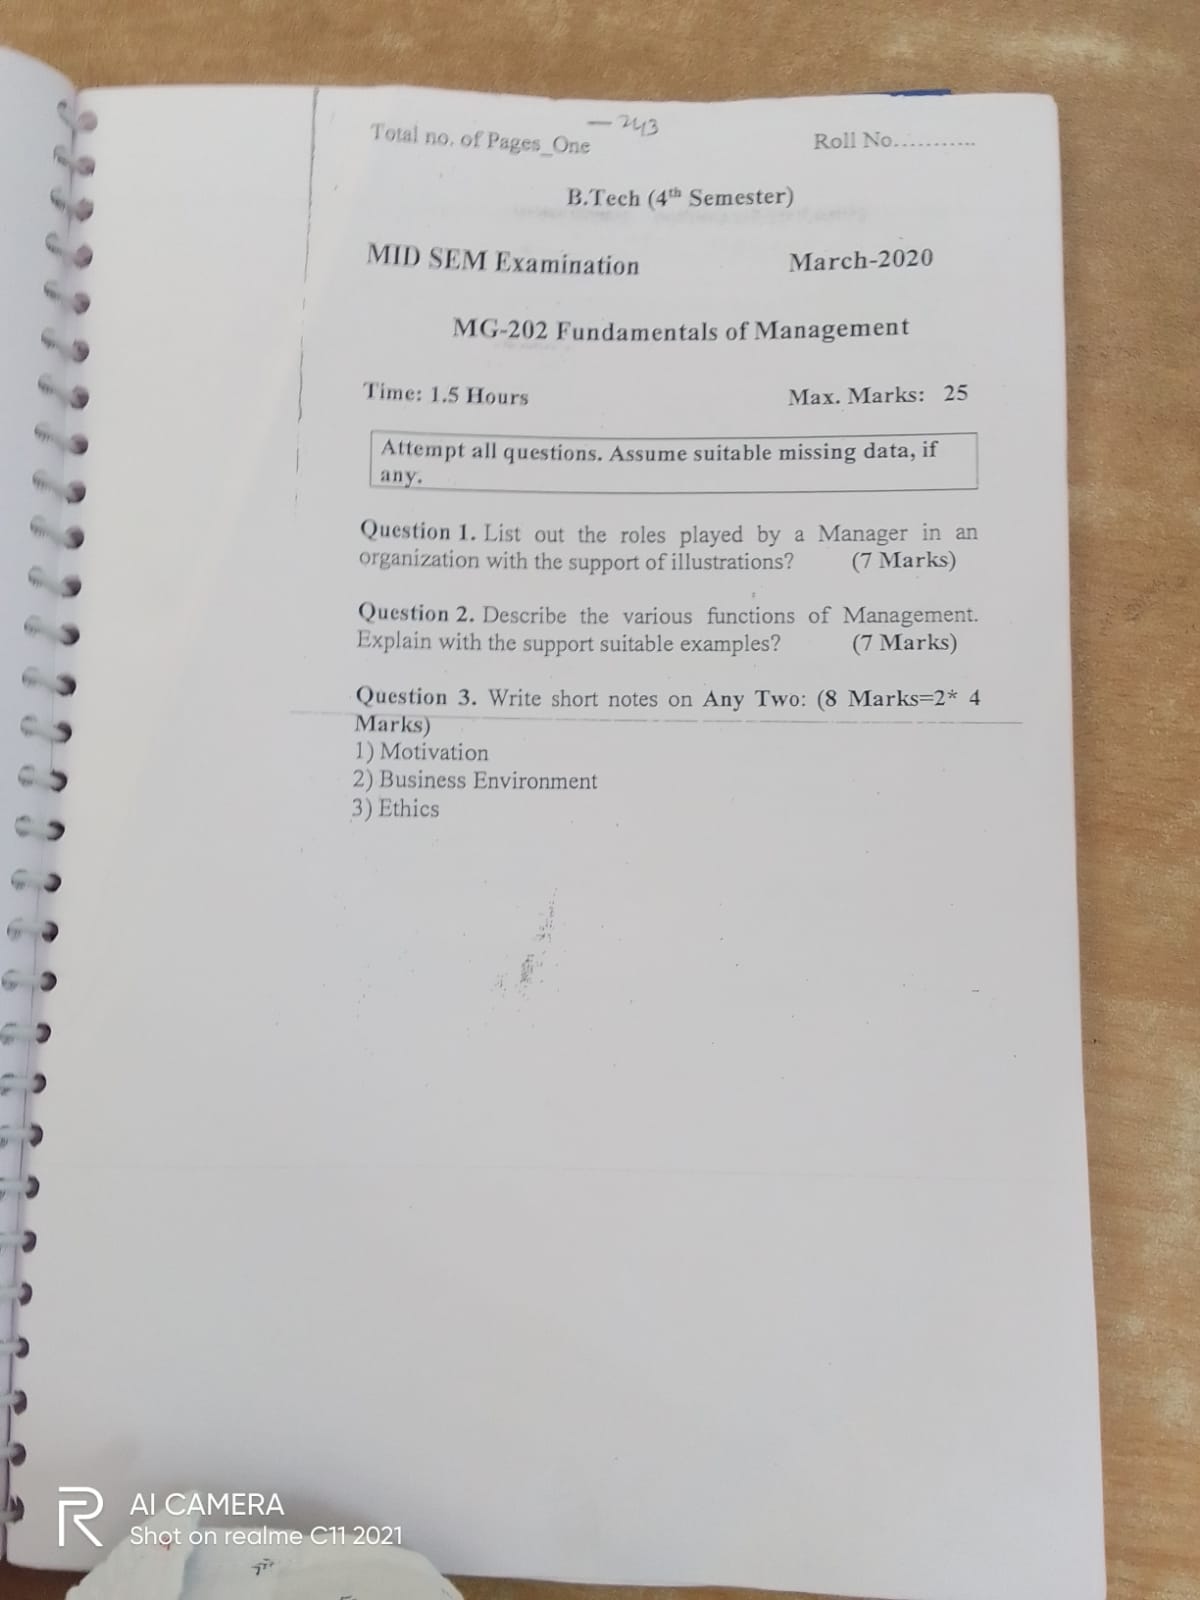 — 243
Total no. of Pages_One Roll No...........
B.Tech (4th Semester)
MID SEM Examination March-2020
MG-202 Fundamentals of Management
Time: 1.5 Hours Max. Marks: 25
Attempt all questions. Assume suitable missing data, if
any.
Question 1. List out the roles played by a Manager in an
organization with the support of illustrations? (7 Marks)
Question 2. Describe the various functions of Management.
Explain with the support suitable examples? (7 Marks)
Question 3. Write short notes on Any Two: (8 Marks=2* 4
Marks)
1) Motivation
2) Business Environment
3) Ethics
R AI CAMERA
Shot on realme C11 2021